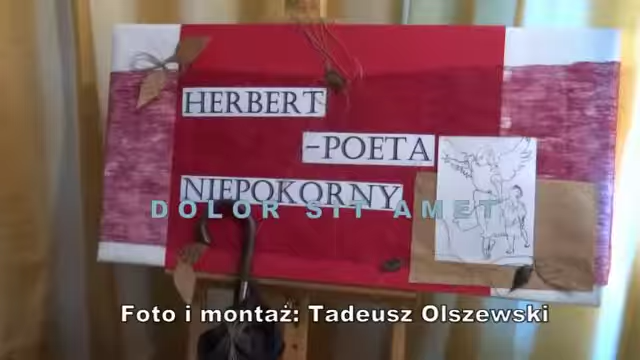 HERBERT
-POETA
NIEPOKORNY
DOLOR SIT AMET
Foto i montaż: Tadeusz Olszewski